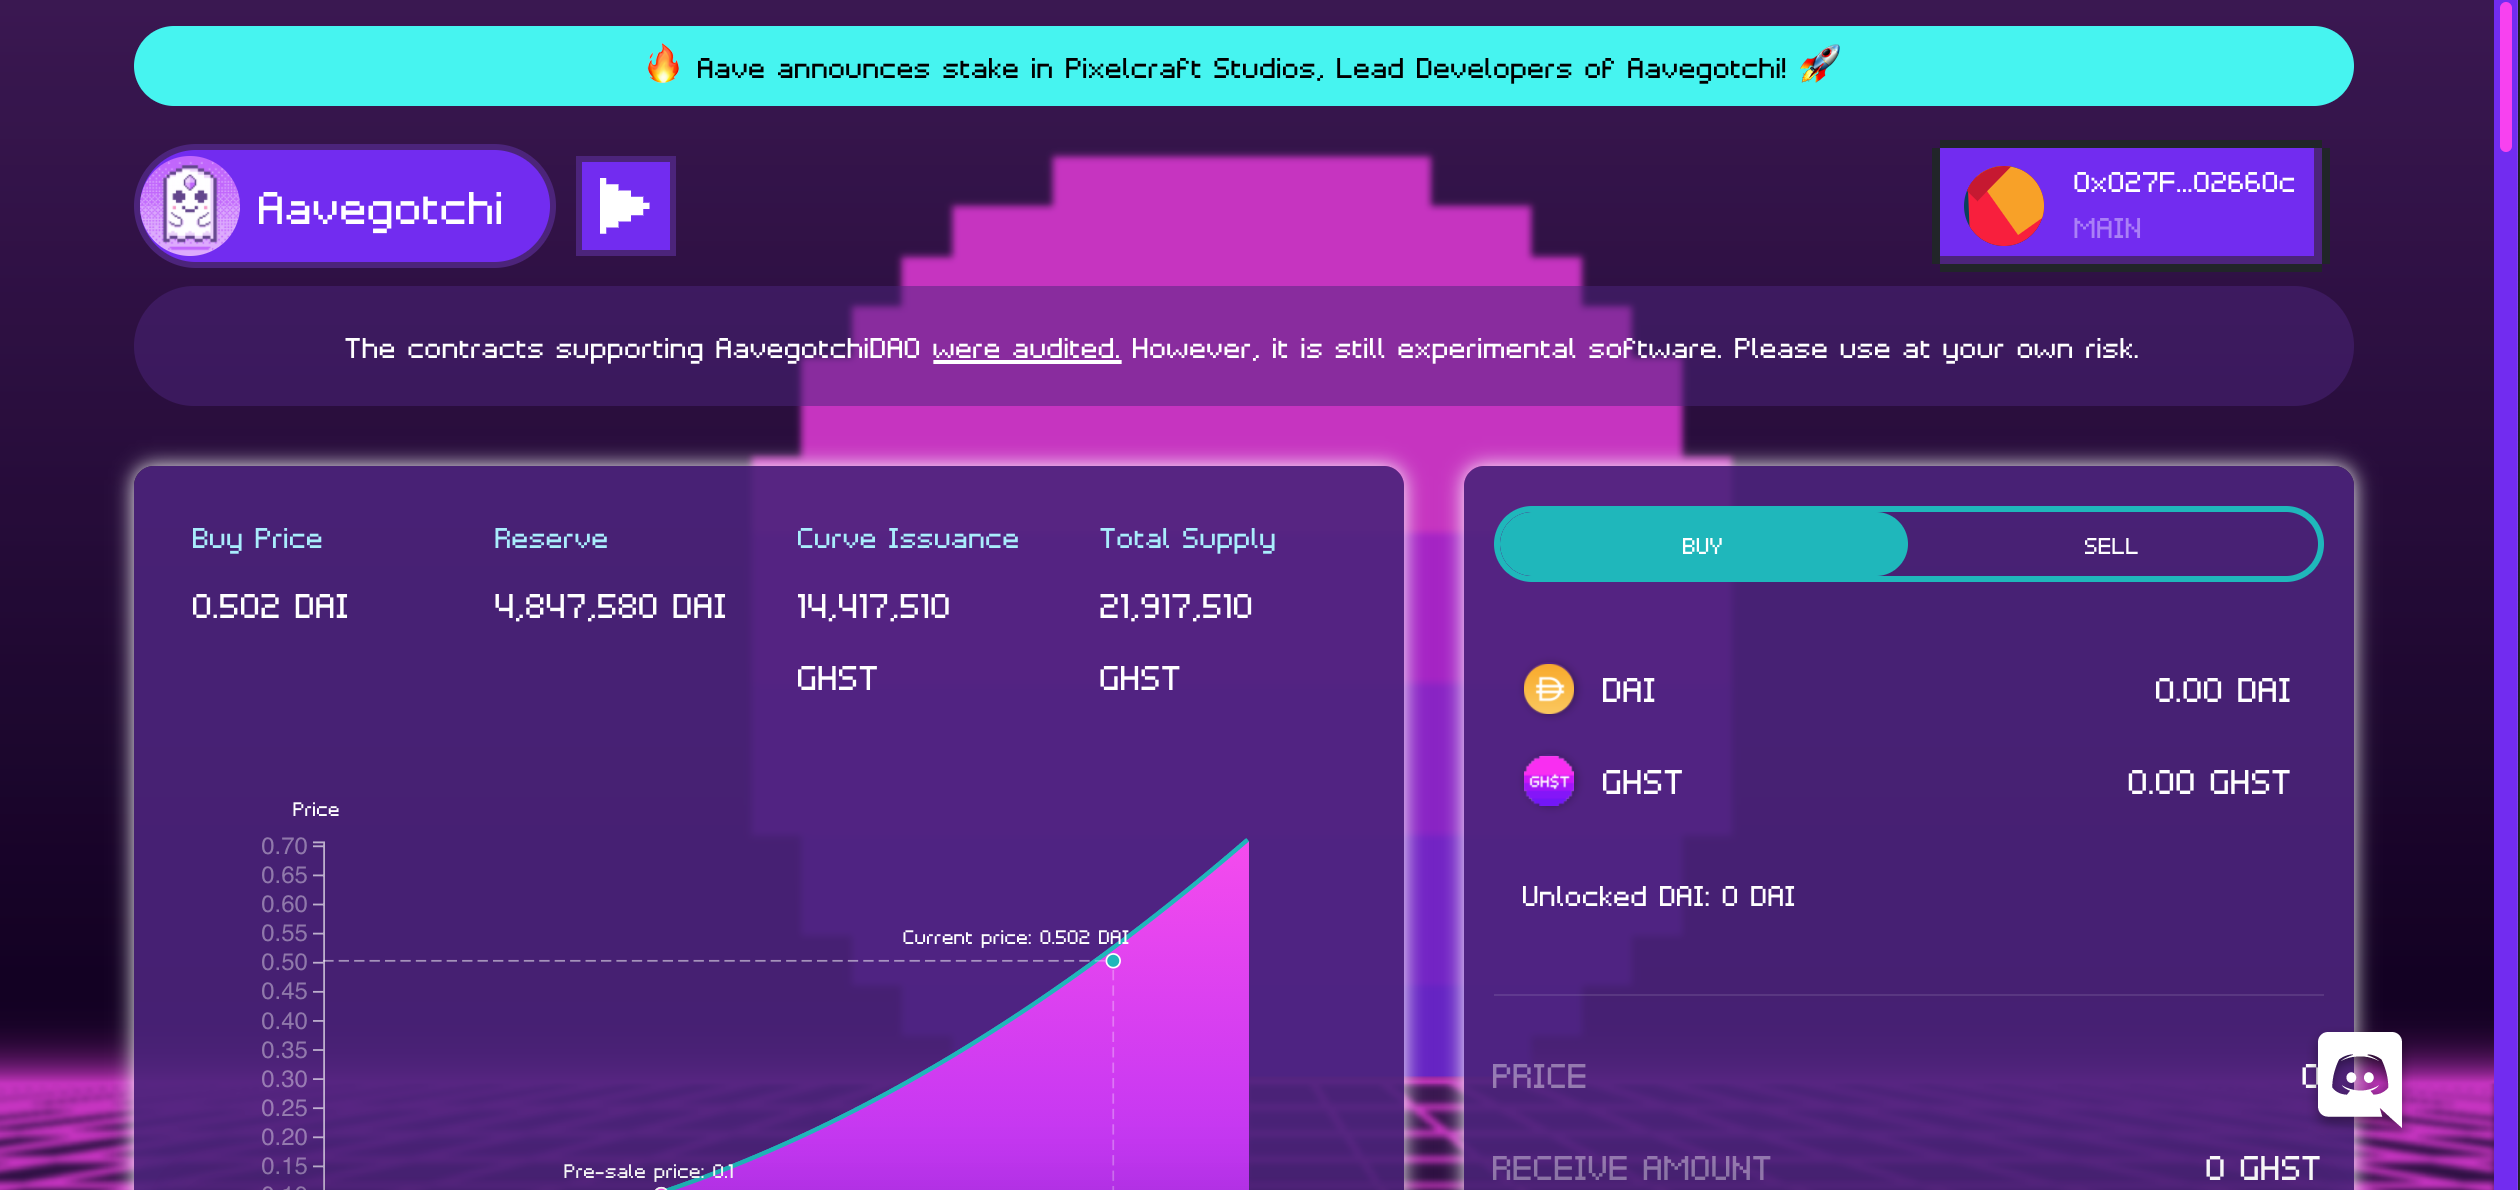 🔥 Aave announces stake in Pixelcraft Studios, Lead Developers of Aavegotchi! 🚀
Aavegotchi
0x027F...02660c
MAIN
The contracts supporting AavegotchiDAO were audited. However, it is still experimental software. Please use at your own risk.
Buy Price
0.502 DAI
Reserve
4,847,580 DAI
Curve Issuance
14,417,510
GHST
Total Supply
21,917,510
GHST
Price
0.70
0.65
0.60
0.55
0.50
0.45
0.40
0.35
0.30
0.25
0.20
0.15
Current price: 0.502 DAI
Pre-sale price: 0.1
BUY
SELL
DAI
0.00 DAI
GH$T
GHST
0.00 GHST
Unlocked DAI: 0 DAI
PRICE
0
RECEIVE AMOUNT
0 GHST